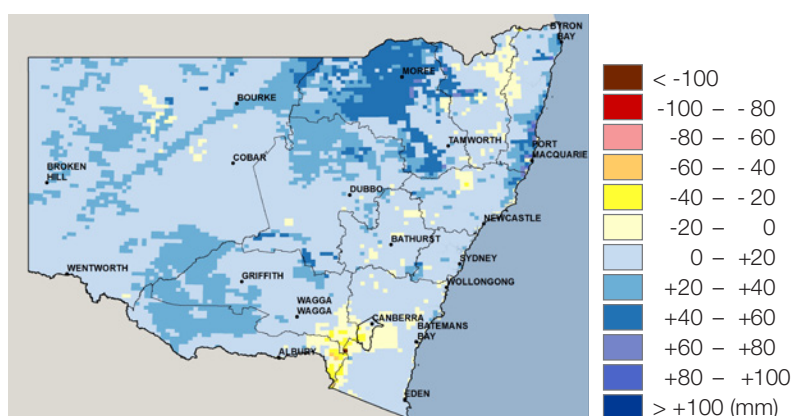 BYRON
BAY
MOREE
BOURKE
TAMWORTH
PORT
MACQUARIE
COBAR
BROKEN
HILL
DUBBO
NEWCASTLE
BATHURST
SYDNEY
WENTWORTH
GRIFFITH
WOLLONGONG
WAGGA
WAGGA
CANBERRA
BATEMANS
BAY
ALBURY
EDEN
< -100
-100 – - 80
-80 – - 60
-60 – - 40
-40 – - 20
-20 – 0
0 – +20
+20 – +40
+40 – +60
+60 – +80
+80 – +100
> +100 (mm)